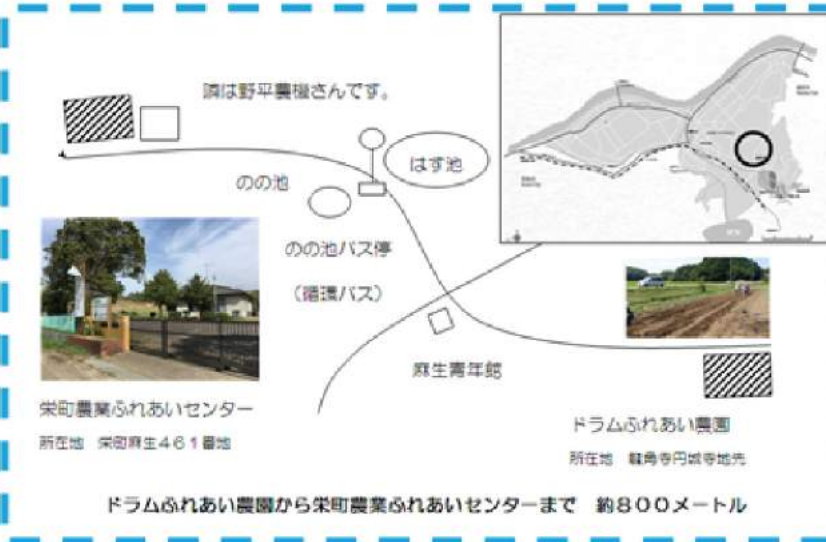 隣は野平農機さんです。
はす池
のの池
のの池バス停
(循環バス)
麻生青年館
栄町農業ふれあいセンター
所在地 栄町麻生461番地
ドラムふれあい農園
所在地 龍角寺円城寺地先
ドラムふれあい農園から栄町農業ふれあいセンターまで 約800メートル